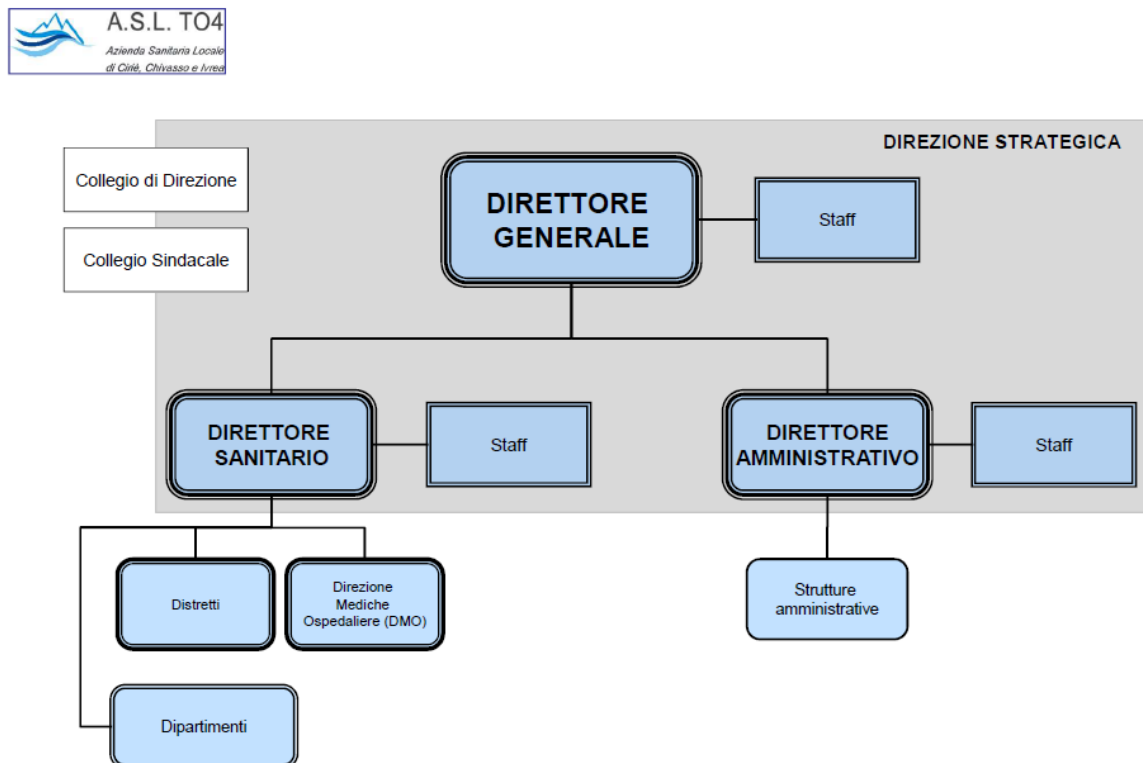 A.S.L. TO4
Azienda Sanitaria Locale
di Ciriè, Chivasso e Ivrea
DIREZIONE STRATEGICA
Collegio di Direzione
Collegio Sindacale
DIRETTORE
GENERALE
Staff
DIRETTORE
SANITARIO
Staff
DIRETTORE
AMMINISTRATIVO
Staff
Distretti
Direzione
Mediche
Ospedaliere (DMO)
Strutture
amministrative
Dipartimenti